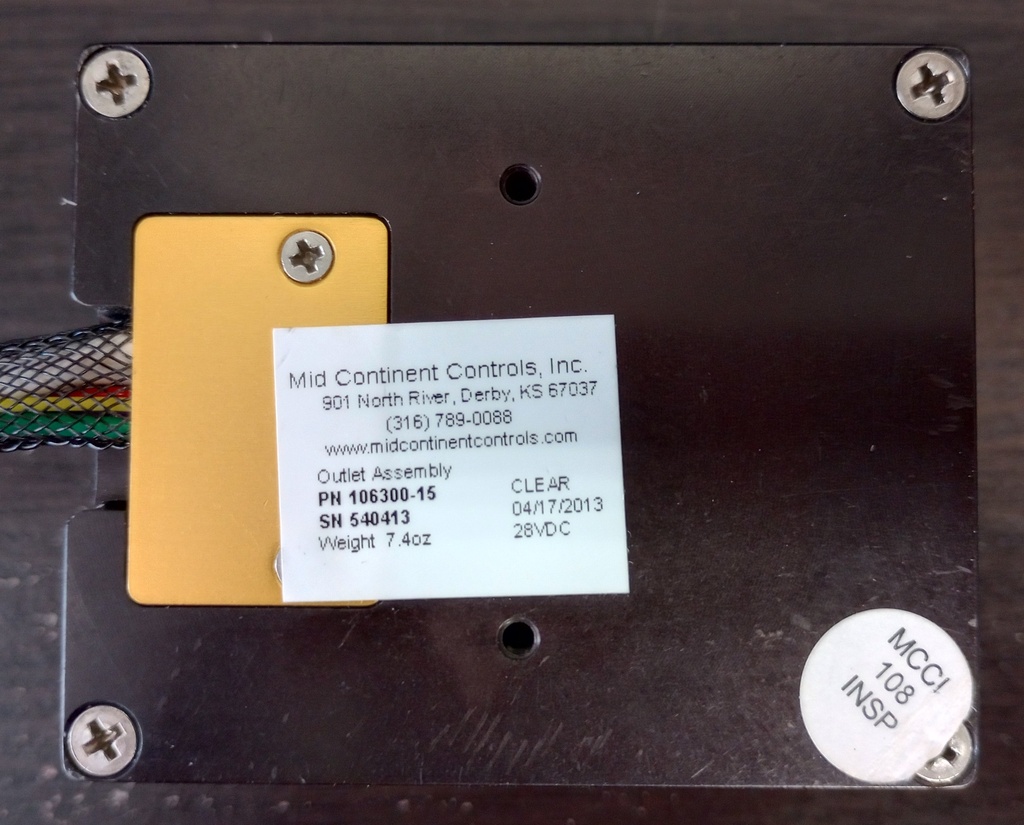 Mid Continent Controls, Inc.
901 North River, Derby, KS 67037
(316) 789-0088
www.midcontinentcontrols.com
Outlet Assembly
PN 106300-15
SN 540413
Weight 7.4oz
CLEAR
04/17/2013
28VDC
MCCI
108
INSP